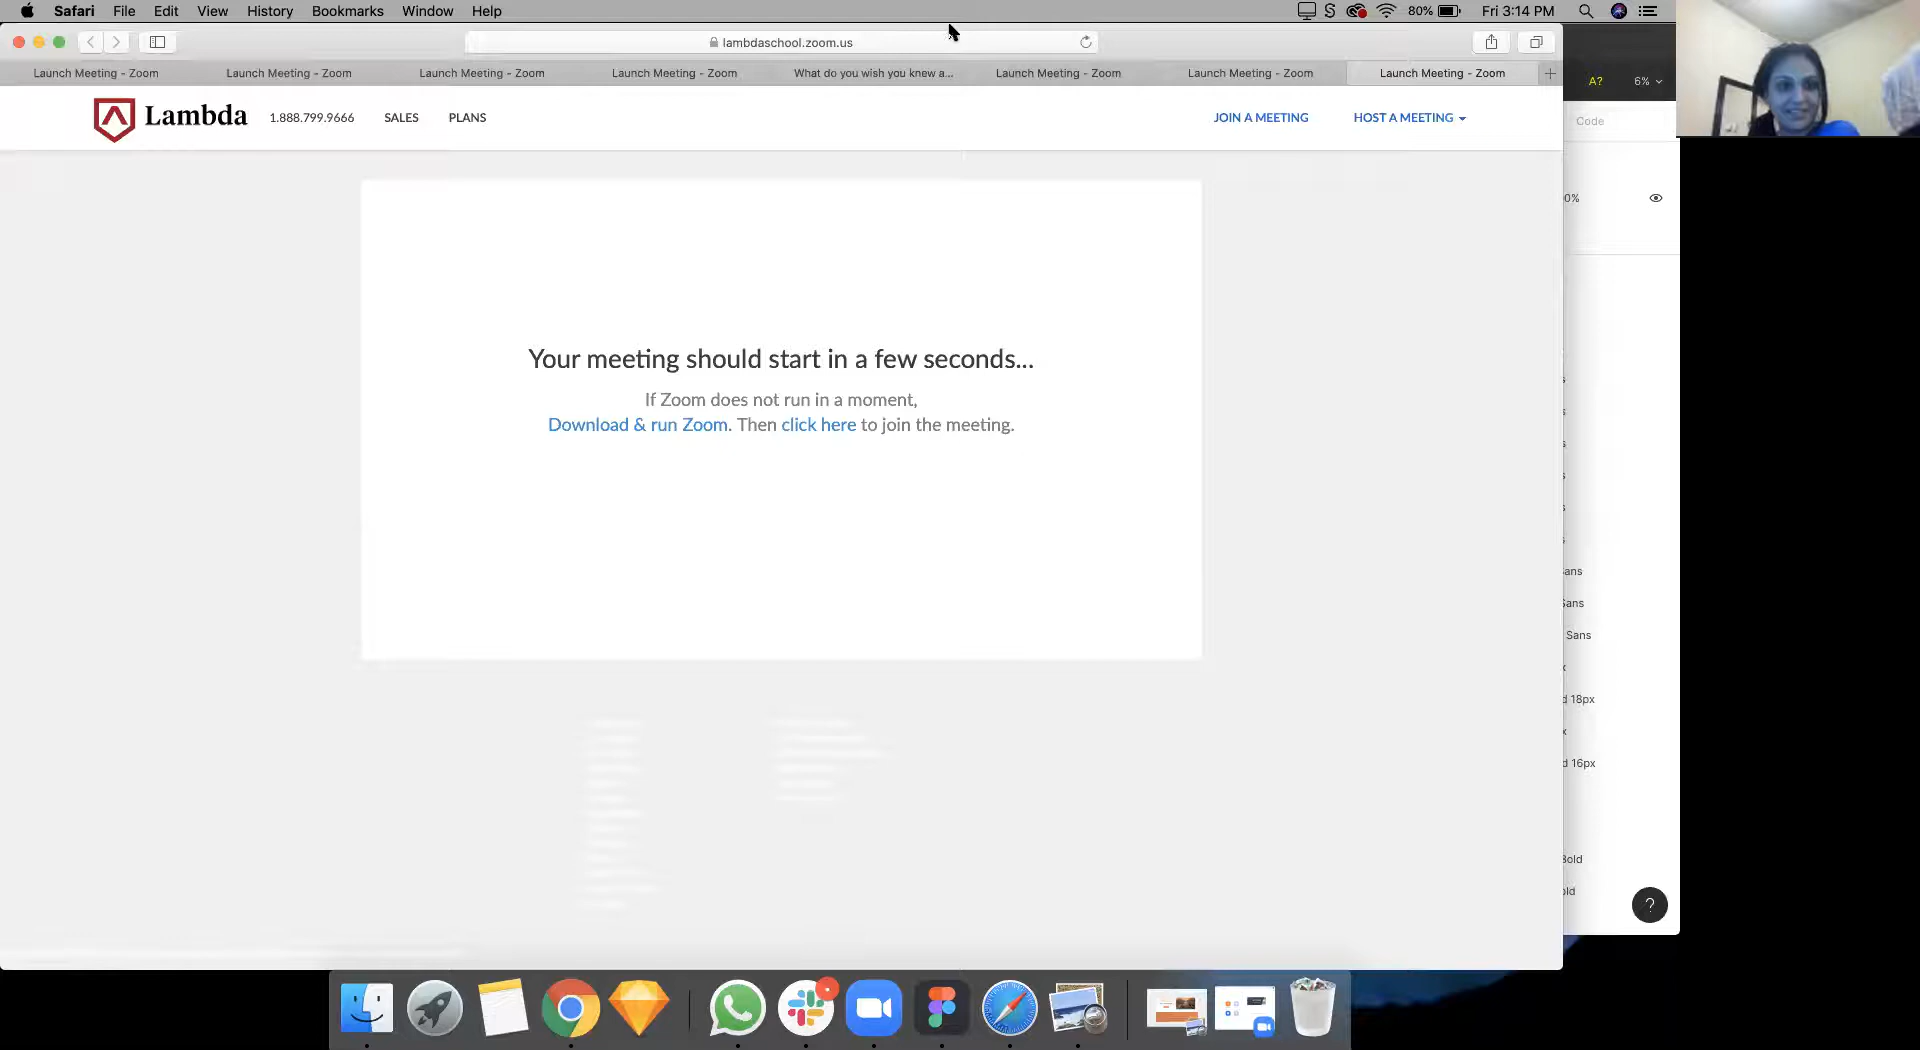 Safari File Edit View History Bookmarks Window Help
S 80% Fri 3:14 PM
lambdaschool.zoom.us
Launch Meeting - Zoom
Launch Meeting - Zoom
Launch Meeting - Zoom
Launch Meeting - Zoom
What do you wish you knew a...
Launch Meeting - Zoom
Launch Meeting - Zoom
Launch Meeting - Zoom
A? 6%
Lambda 1.888.799.9666 SALES PLANS JOIN A MEETING HOST A MEETING
Code
0%
Your meeting should start in a few seconds...
If Zoom does not run in a moment,
Download & run Zoom. Then click here to join the meeting.
Sans
Sans
Sans
d 18px
d 16px
Bold
old
?